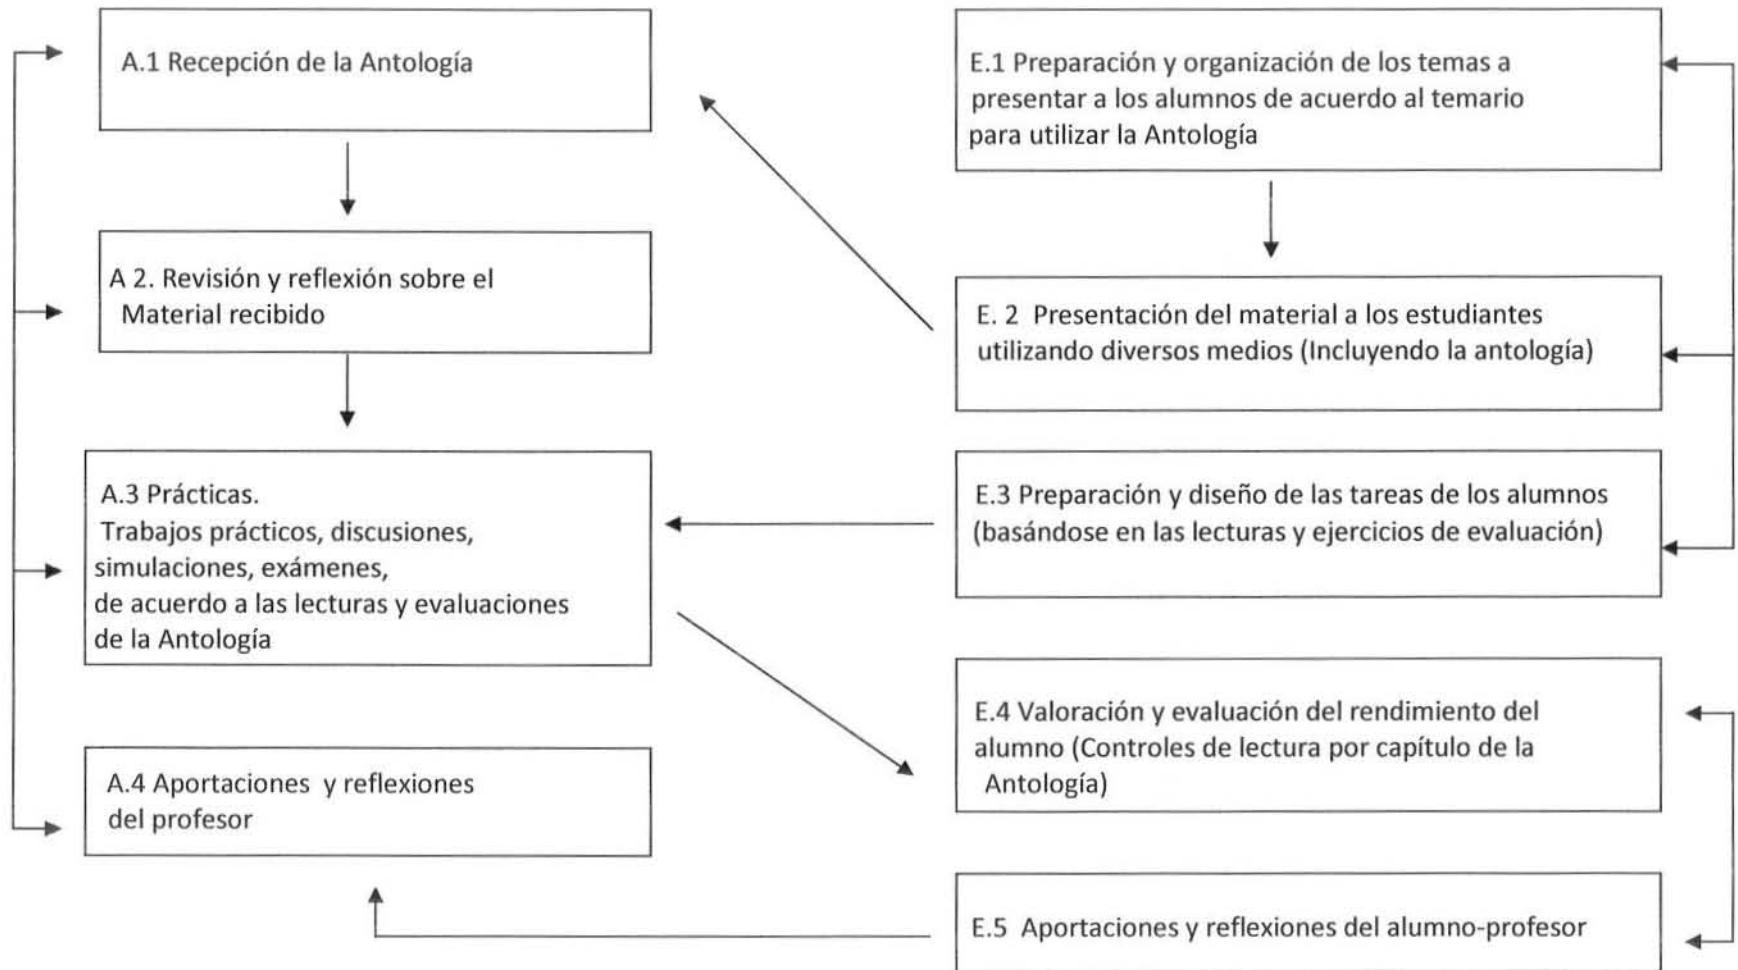 A.1 Recepción de la Antología
A 2. Revisión y reflexión sobre el
Material recibido
A.3 Prácticas.
Trabajos prácticos, discusiones,
simulaciones, exámenes,
de acuerdo a las lecturas y evaluaciones
de la Antología
A.4 Aportaciones y reflexiones
del profesor
E.1 Preparación y organización de los temas a
presentar a los alumnos de acuerdo al temario
para utilizar la Antología
E. 2 Presentación del material a los estudiantes
utilizando diversos medios (Incluyendo la antología)
E.3 Preparación y diseño de las tareas de los alumnos
(basándose en las lecturas y ejercicios de evaluación)
E.4 Valoración y evaluación del rendimiento del
alumno (Controles de lectura por capítulo de la
Antología)
E.5 Aportaciones y reflexiones del alumno-profesor